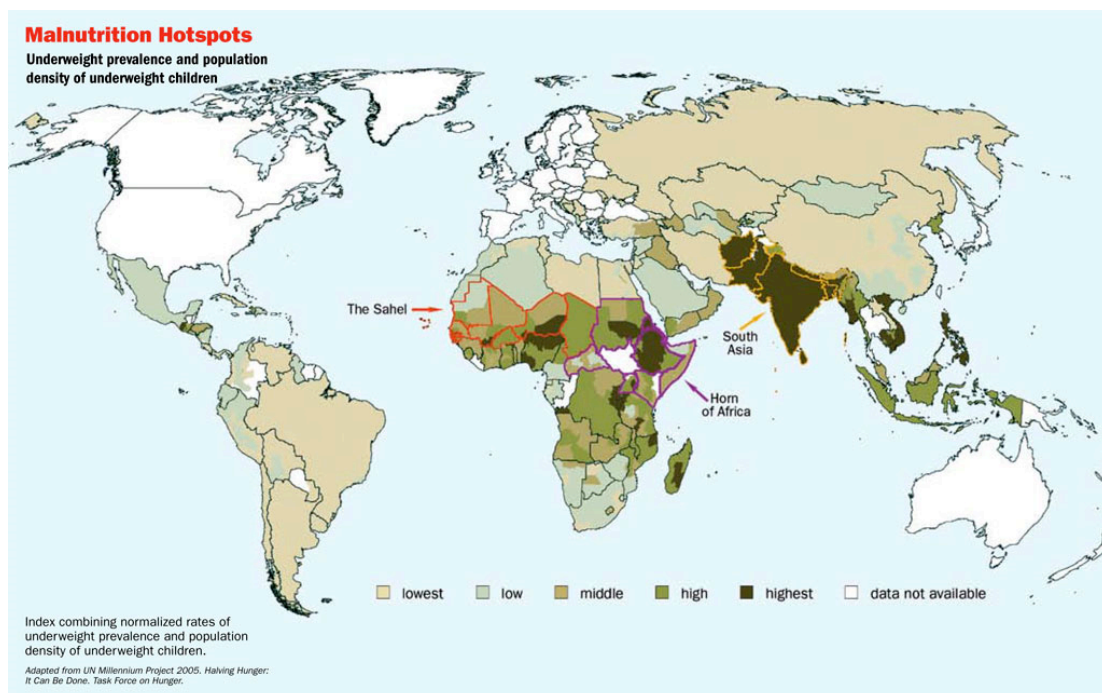 Malnutrition Hotspots
Underweight prevalence and population
density of underweight children
The Sahel
South
Asia
Horn
of Africa
lowest
low
middle
high
highest
data not available
Index combining normalized rates of
underweight prevalence and population
density of underweight children.
Adapted from UN Millennium Project 2005. Halving Hunger:
It Can Be Done. Task Force on Hunger.